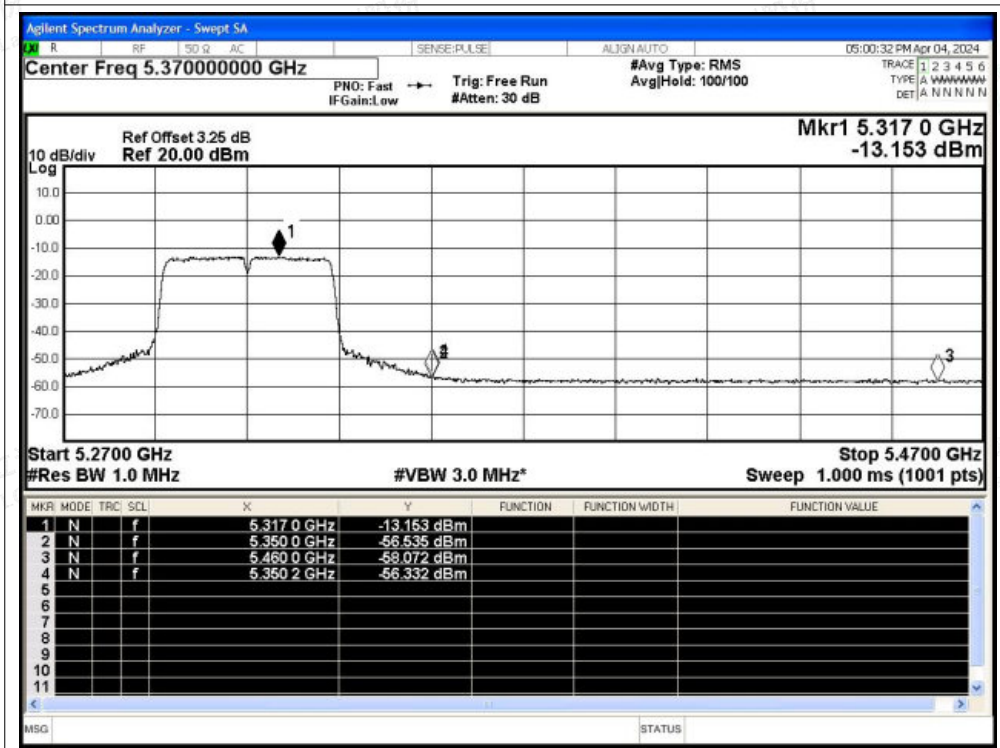 Agilent Spectrum Analyzer - Swept SA
LXI R RF 50 Ω AC SENSE:PULSE ALIGN AUTO 05:00:32 PM Apr 04, 2024
Center Freq 5.370000000 GHz #Avg Type: RMS TRACE 1 2 3 4 5 6
PNO: Fast Trig: Free Run Avg|Hold: 100/100 TYPE A WWWWW
IFGain:Low #Atten: 30 dB DET A N N N N N
Ref Offset 3.25 dB Mkr1 5.317 0 GHz
10 dB/div Ref 20.00 dBm -13.153 dBm
Log
10.0
0.00
1
-10.0
-20.0
-30.0
-40.0
-50.0
3
-60.0
-70.0
Start 5.2700 GHz Stop 5.4700 GHz
#Res BW 1.0 MHz #VBW 3.0 MHz* Sweep 1.000 ms (1001 pts)
MKR MODE TRC SCL X Y FUNCTION FUNCTION WIDTH FUNCTION VALUE
1 N f 5.317 0 GHz -13.153 dBm
2 N f 5.350 0 GHz -56.535 dBm
3 N f 5.460 0 GHz -58.072 dBm
4 N f 5.350 2 GHz -56.332 dBm
5
6
7
8
9
10
11
MSG STATUS